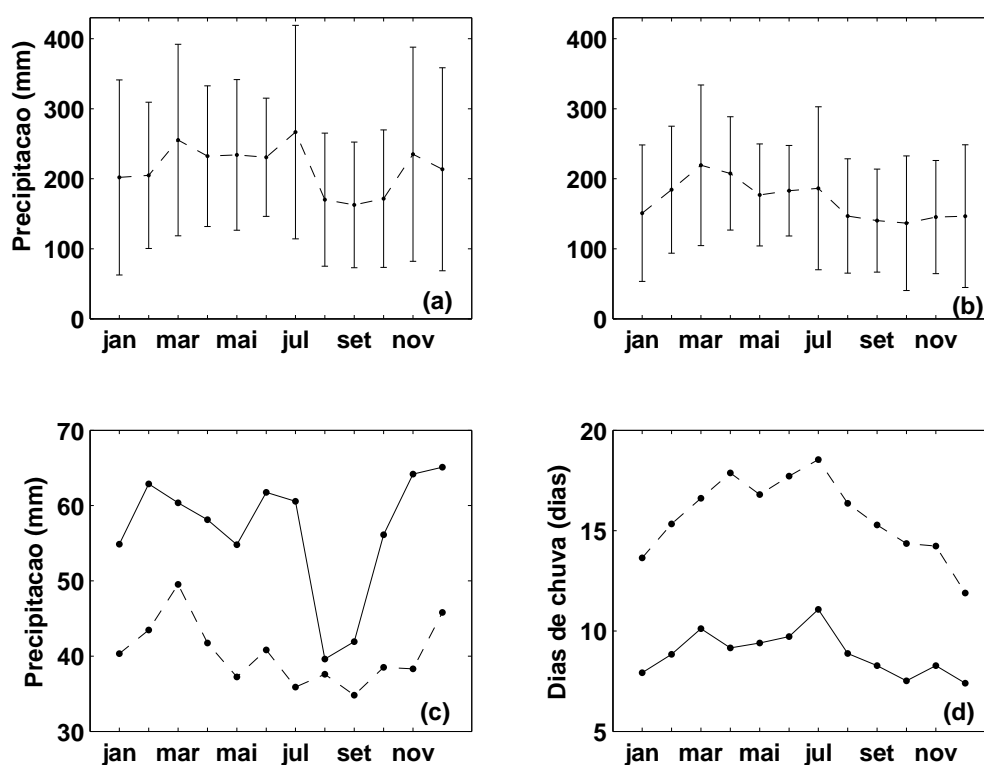 Precipitacao (mm)
400
300
200
100
0
jan mar mai jul set nov
(a)
400
300
200
100
0
jan mar mai jul set nov
(b)
Precipitacao (mm)
70
60
50
40
30
jan mar mai jul set nov
(c)
Dias de chuva (dias)
20
15
10
5
jan mar mai jul set nov
(d)